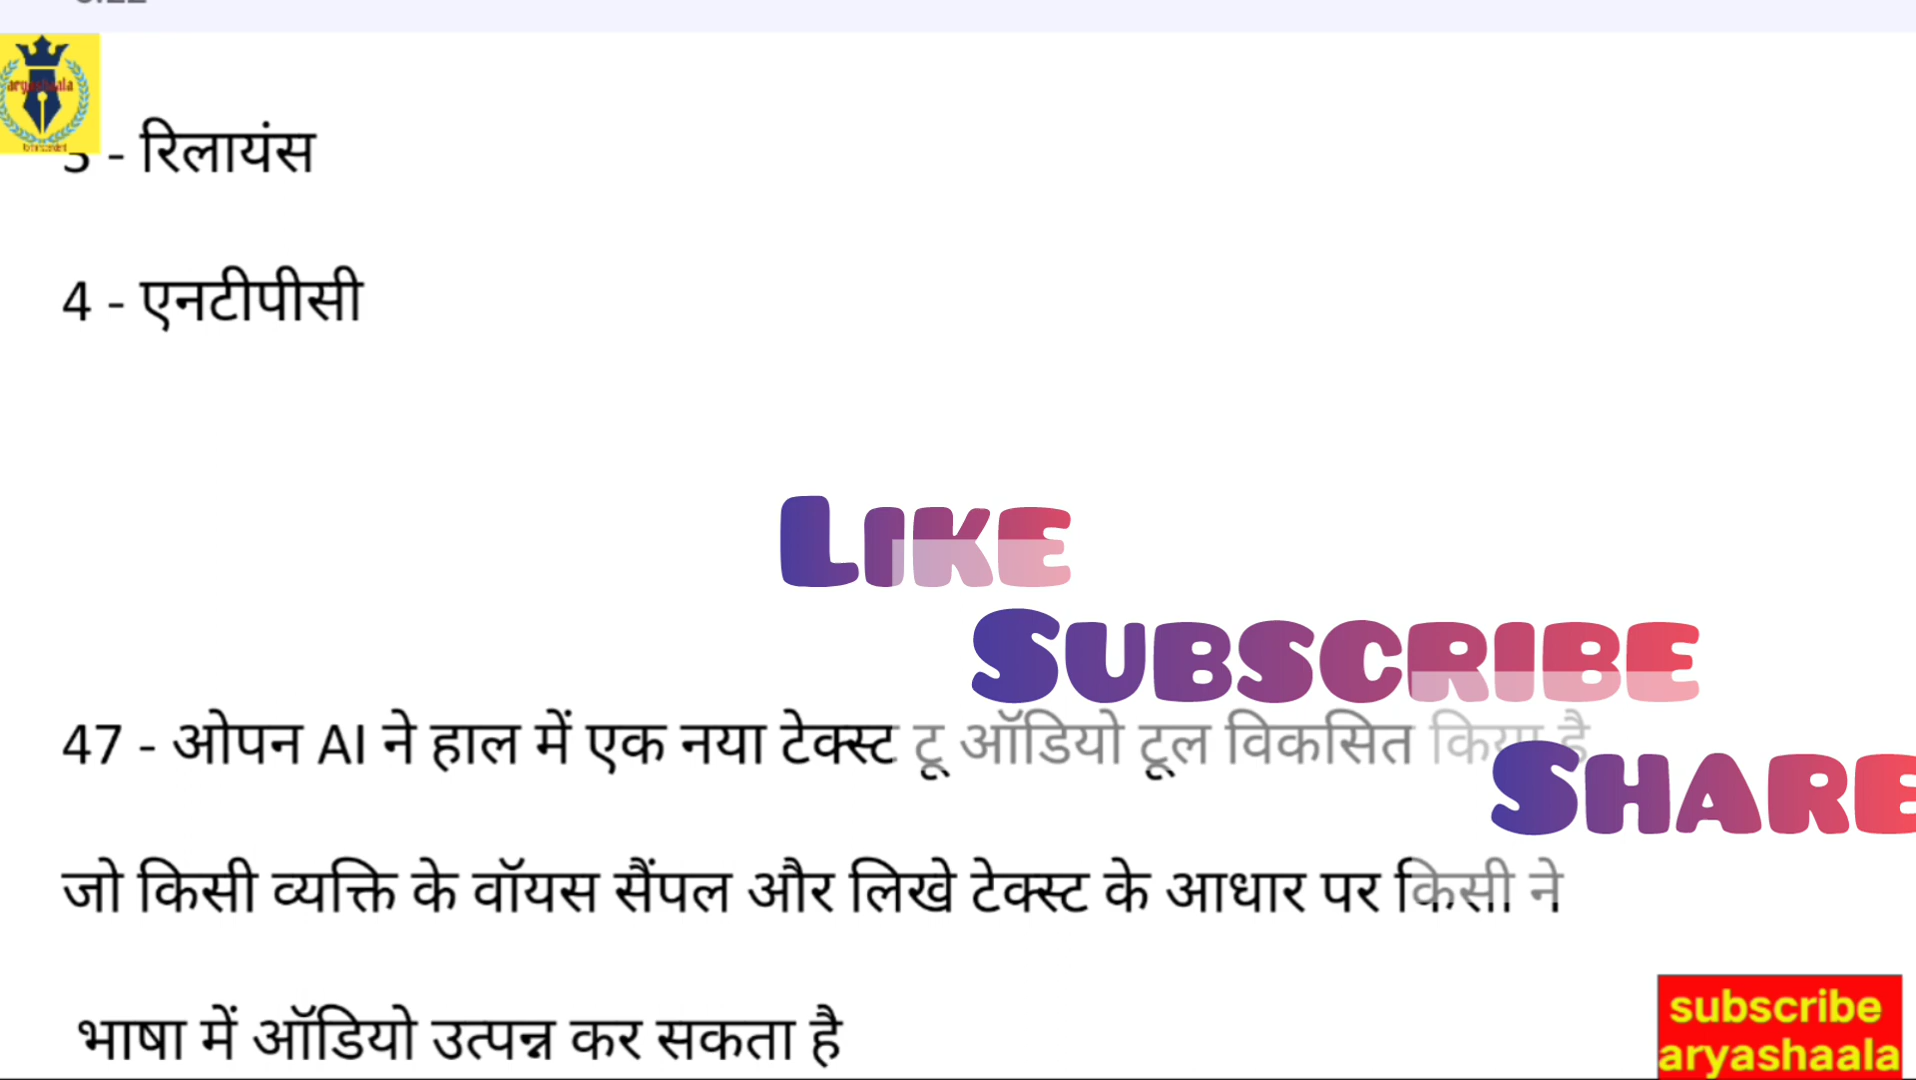 aryashaala
3 - रिलायंस
4 - एनटीपीसी
LIKE
SUBSCRIBE
47 - ओपन AI ने हाल में एक नया टेक्स्ट टू ऑडियो टूल विकसित किया है
SHARE
जो किसी व्यक्ति के वॉयस सैंपल और लिखे टेक्स्ट के आधार पर किसी ने
भाषा में ऑडियो उत्पन्न कर सकता है
subscribe
aryashaala